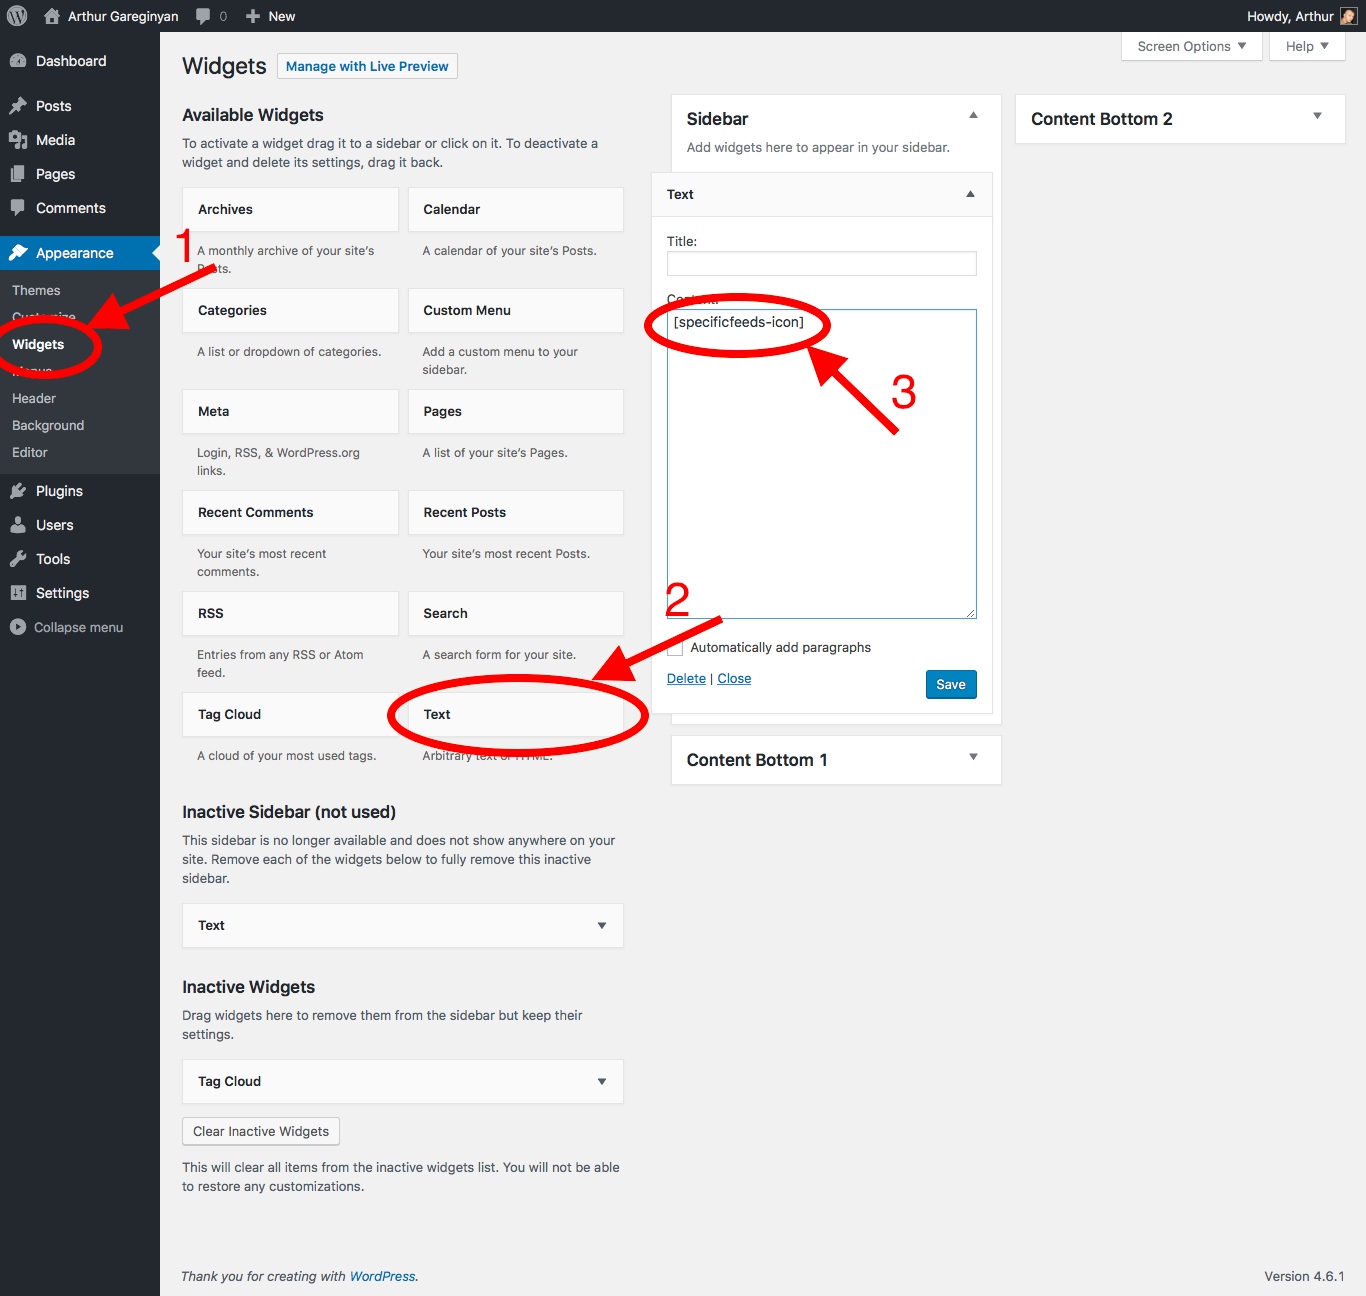 Arthur Gareginyan
0
New
Howdy, Arthur
Screen Options
Help
Dashboard
Posts
Media
Pages
Comments
Appearance
Themes
Customize
Widgets
Menus
Header
Background
Editor
Plugins
Users
Tools
Settings
Collapse menu
Widgets
Manage with Live Preview
Available Widgets
To activate a widget drag it to a sidebar or click on it. To deactivate a
widget and delete its settings, drag it back.
Archives
A monthly archive of your site's
Posts.
Calendar
A calendar of your site's Posts.
Categories
A list or dropdown of categories.
Custom Menu
Add a custom menu to your
sidebar.
Meta
Login, RSS, & WordPress.org
links.
Pages
A list of your site's Pages.
Recent Comments
Your site's most recent
comments.
Recent Posts
Your site's most recent Posts.
RSS
Entries from any RSS or Atom
feed.
Search
A search form for your site.
Tag Cloud
A cloud of your most used tags.
Text
Arbitrary text or HTML.
1
2
3
Inactive Sidebar (not used)
This sidebar is no longer available and does not show anywhere on your
site. Remove each of the widgets below to fully remove this inactive
sidebar.
Text
Inactive Widgets
Drag widgets here to remove them from the sidebar but keep their
settings.
Tag Cloud
Clear Inactive Widgets
This will clear all items from the inactive widgets list. You will not be able
to restore any customizations.
Sidebar
Add widgets here to appear in your sidebar.
Text
Title:
Content:
[specificfeeds-icon]
Automatically add paragraphs
Delete | Close
Save
Content Bottom 1
Content Bottom 2
Thank you for creating with WordPress.
Version 4.6.1